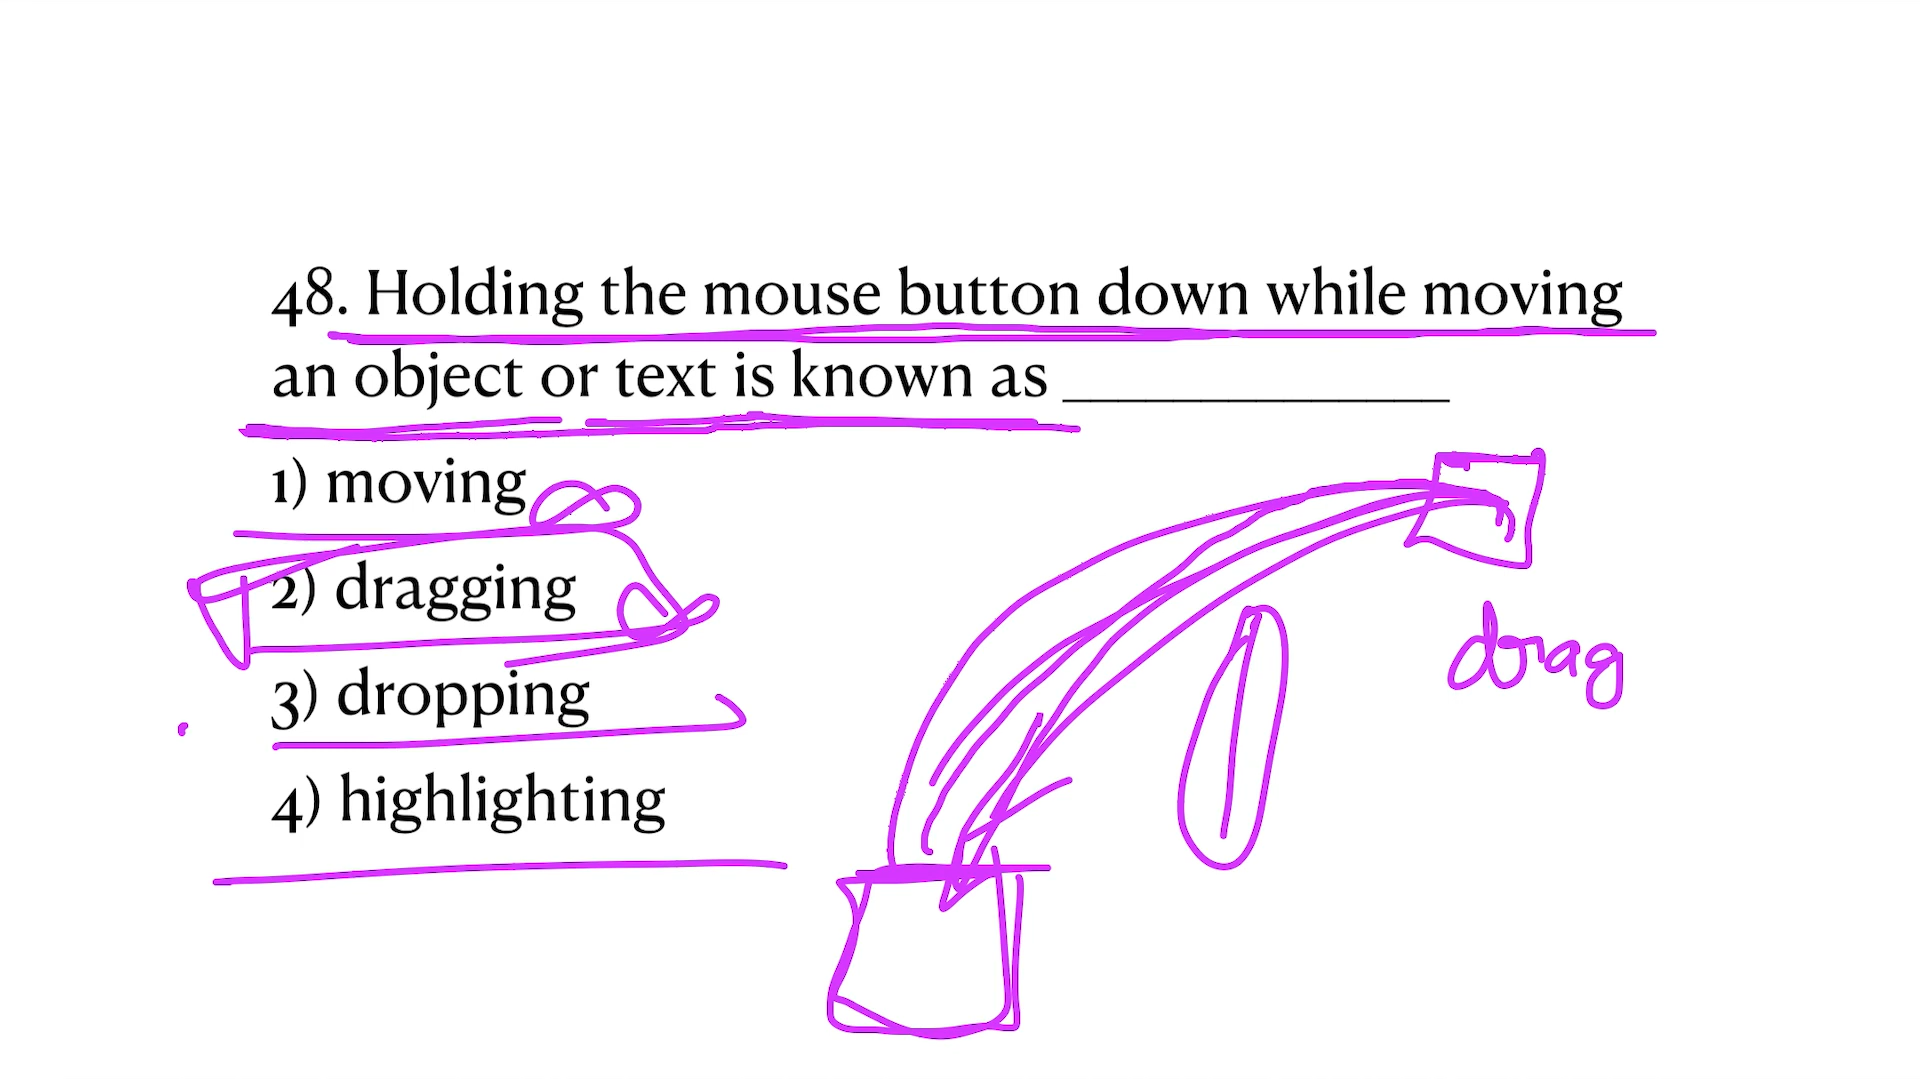 48. Holding the mouse button down while moving
an object or text is known as ______________
1) moving
2) dragging
3) dropping
4) highlighting
drag